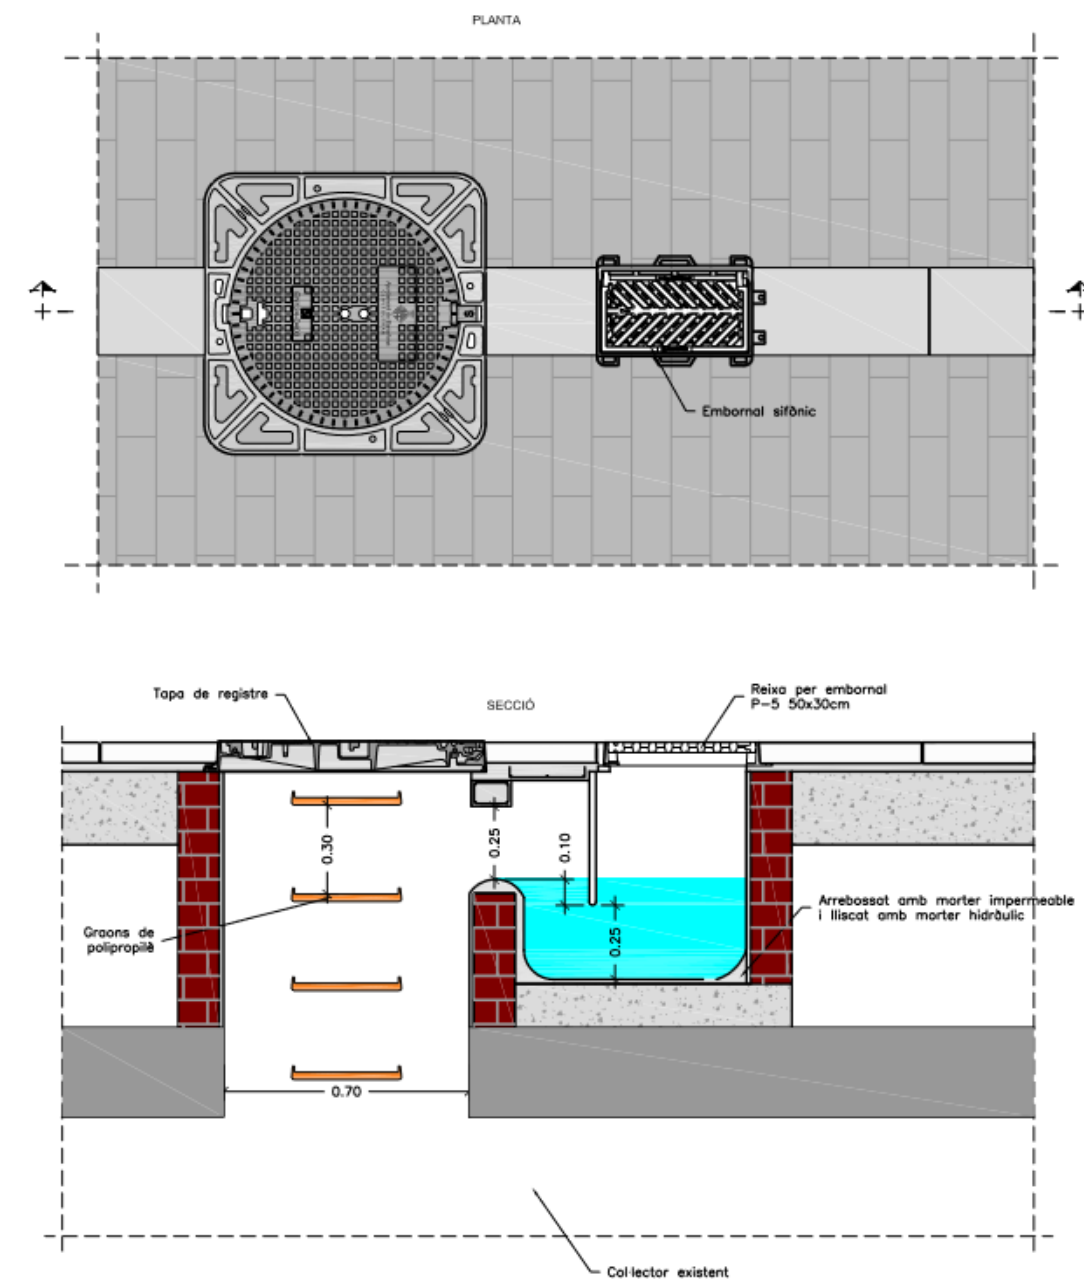 PLANTA
Embornal sifònic
Tapa de registre
SECCIÓ
Reixa per embornal
P-5 50x30cm
0.30
0.25
0.10
0.25
Arrebossat amb morter impermeable
i lliscat amb morter hidràulic
Graons de
polipropilè
0.70
Col·lector existent